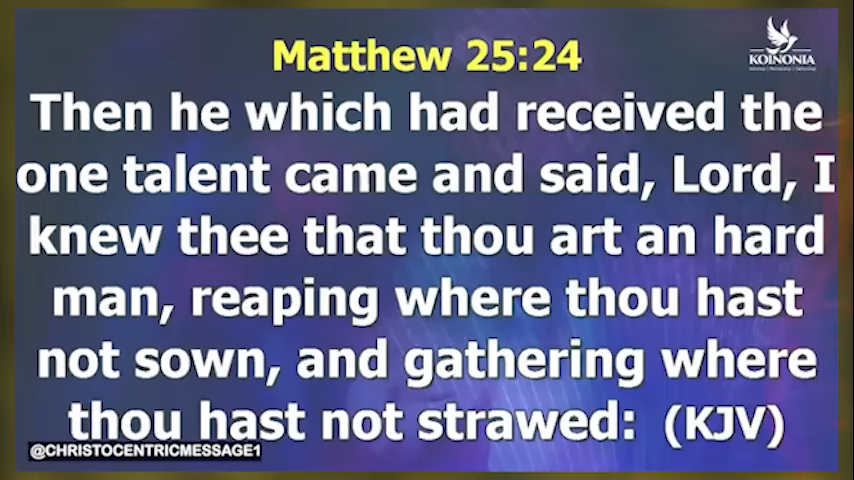 Matthew 25:24
KOINONIA
Then he which had received the
one talent came and said, Lord, I
knew thee that thou art an hard
man, reaping where thou hast
not sown, and gathering where
thou hast not strawed: (KJV)
@CHRISTOCENTRICMESSAGE1